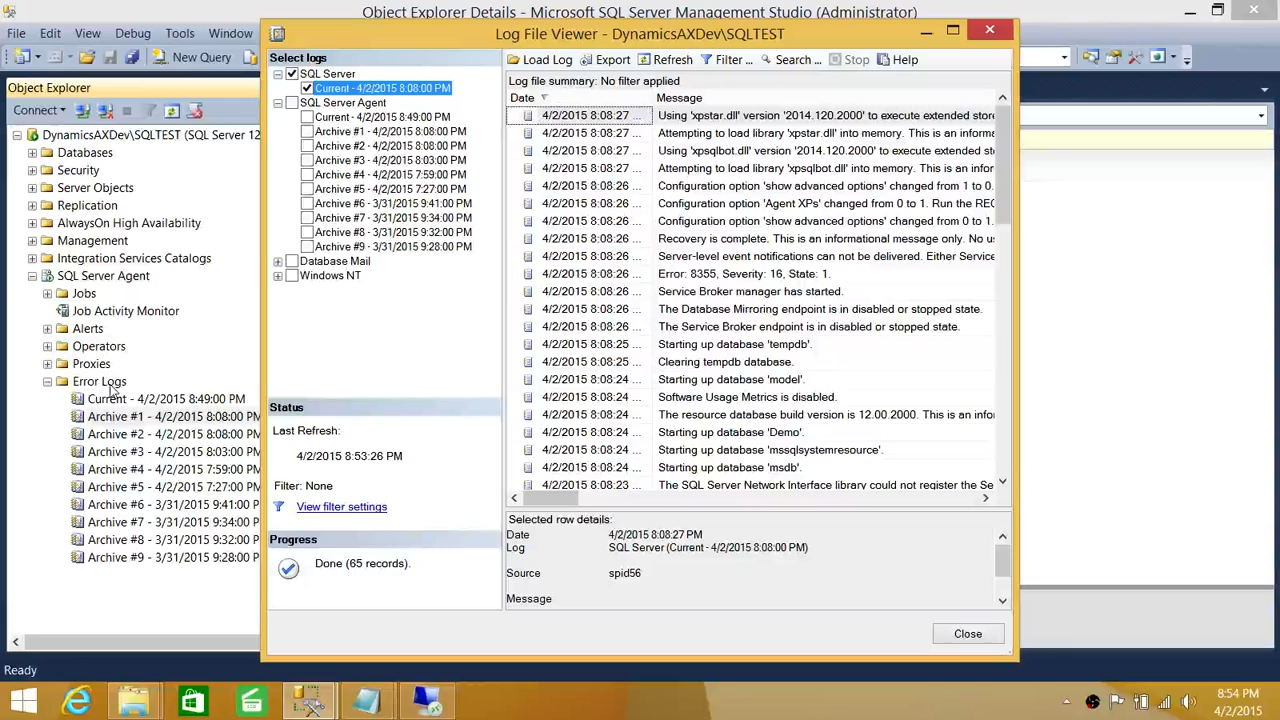 Object Explorer Details - Microsoft SQL Server Management Studio (Administrator)
File Edit View Debug Tools Window
New Query
Object Explorer
Connect
DynamicsAXDev\SQLTEST (SQL Server 12
Databases
Security
Server Objects
Replication
AlwaysOn High Availability
Management
Integration Services Catalogs
SQL Server Agent
Jobs
Job Activity Monitor
Alerts
Operators
Proxies
Error Logs
Current - 4/2/2015 8:49:00 PM
Archive #1 - 4/2/2015 8:08:00 PM
Archive #2 - 4/2/2015 8:08:00 PM
Archive #3 - 4/2/2015 8:03:00 PM
Archive #4 - 4/2/2015 7:59:00 PM
Archive #5 - 4/2/2015 7:27:00 PM
Archive #6 - 3/31/2015 9:41:00 P
Archive #7 - 3/31/2015 9:34:00 P
Archive #8 - 3/31/2015 9:32:00 P
Archive #9 - 3/31/2015 9:28:00 P
Log File Viewer - DynamicsAXDev\SQLTEST
Select logs
SQL Server
Current - 4/2/2015 8:08:00 PM
SQL Server Agent
Current - 4/2/2015 8:49:00 PM
Archive #1 - 4/2/2015 8:08:00 PM
Archive #2 - 4/2/2015 8:08:00 PM
Archive #3 - 4/2/2015 8:03:00 PM
Archive #4 - 4/2/2015 7:59:00 PM
Archive #5 - 4/2/2015 7:27:00 PM
Archive #6 - 3/31/2015 9:41:00 PM
Archive #7 - 3/31/2015 9:34:00 PM
Archive #8 - 3/31/2015 9:32:00 PM
Archive #9 - 3/31/2015 9:28:00 PM
Database Mail
Windows NT
Status
Last Refresh:
4/2/2015 8:53:26 PM
Filter: None
View filter settings
Progress
Done (65 records).
Load Log Export Refresh Filter ... Search ... Stop Help
Log file summary: No filter applied
Date Message
4/2/2015 8:08:27 ... Using 'xpstar.dll' version '2014.120.2000' to execute extended store
4/2/2015 8:08:27 ... Attempting to load library 'xpstar.dll' into memory. This is an informa
4/2/2015 8:08:27 ... Using 'xpsqlbot.dll' version '2014.120.2000' to execute extended st
4/2/2015 8:08:27 ... Attempting to load library 'xpsqlbot.dll' into memory. This is an info
4/2/2015 8:08:26 ... Configuration option 'show advanced options' changed from 1 to 0.
4/2/2015 8:08:26 ... Configuration option 'Agent XPs' changed from 0 to 1. Run the REC
4/2/2015 8:08:26 ... Configuration option 'show advanced options' changed from 0 to 1.
4/2/2015 8:08:26 ... Recovery is complete. This is an informational message only. No us
4/2/2015 8:08:26 ... Server-level event notifications can not be delivered. Either Service
4/2/2015 8:08:26 ... Error: 8355, Severity: 16, State: 1.
4/2/2015 8:08:26 ... Service Broker manager has started.
4/2/2015 8:08:26 ... The Database Mirroring endpoint is in disabled or stopped state.
4/2/2015 8:08:26 ... The Service Broker endpoint is in disabled or stopped state.
4/2/2015 8:08:25 ... Starting up database 'tempdb'.
4/2/2015 8:08:25 ... Clearing tempdb database.
4/2/2015 8:08:24 ... Starting up database 'model'.
4/2/2015 8:08:24 ... Software Usage Metrics is disabled.
4/2/2015 8:08:24 ... The resource database build version is 12.00.2000. This is an inform
4/2/2015 8:08:24 ... Starting up database 'Demo'.
4/2/2015 8:08:24 ... Starting up database 'mssqlsystemresource'.
4/2/2015 8:08:24 ... Starting up database 'msdb'.
4/2/2015 8:08:23 ... The SQL Server Network Interface library could not register the Se
Selected row details:
Date 4/2/2015 8:08:27 PM
Log SQL Server (Current - 4/2/2015 8:08:00 PM)
Source spid56
Message
Close
Ready
8:54 PM
4/2/2015